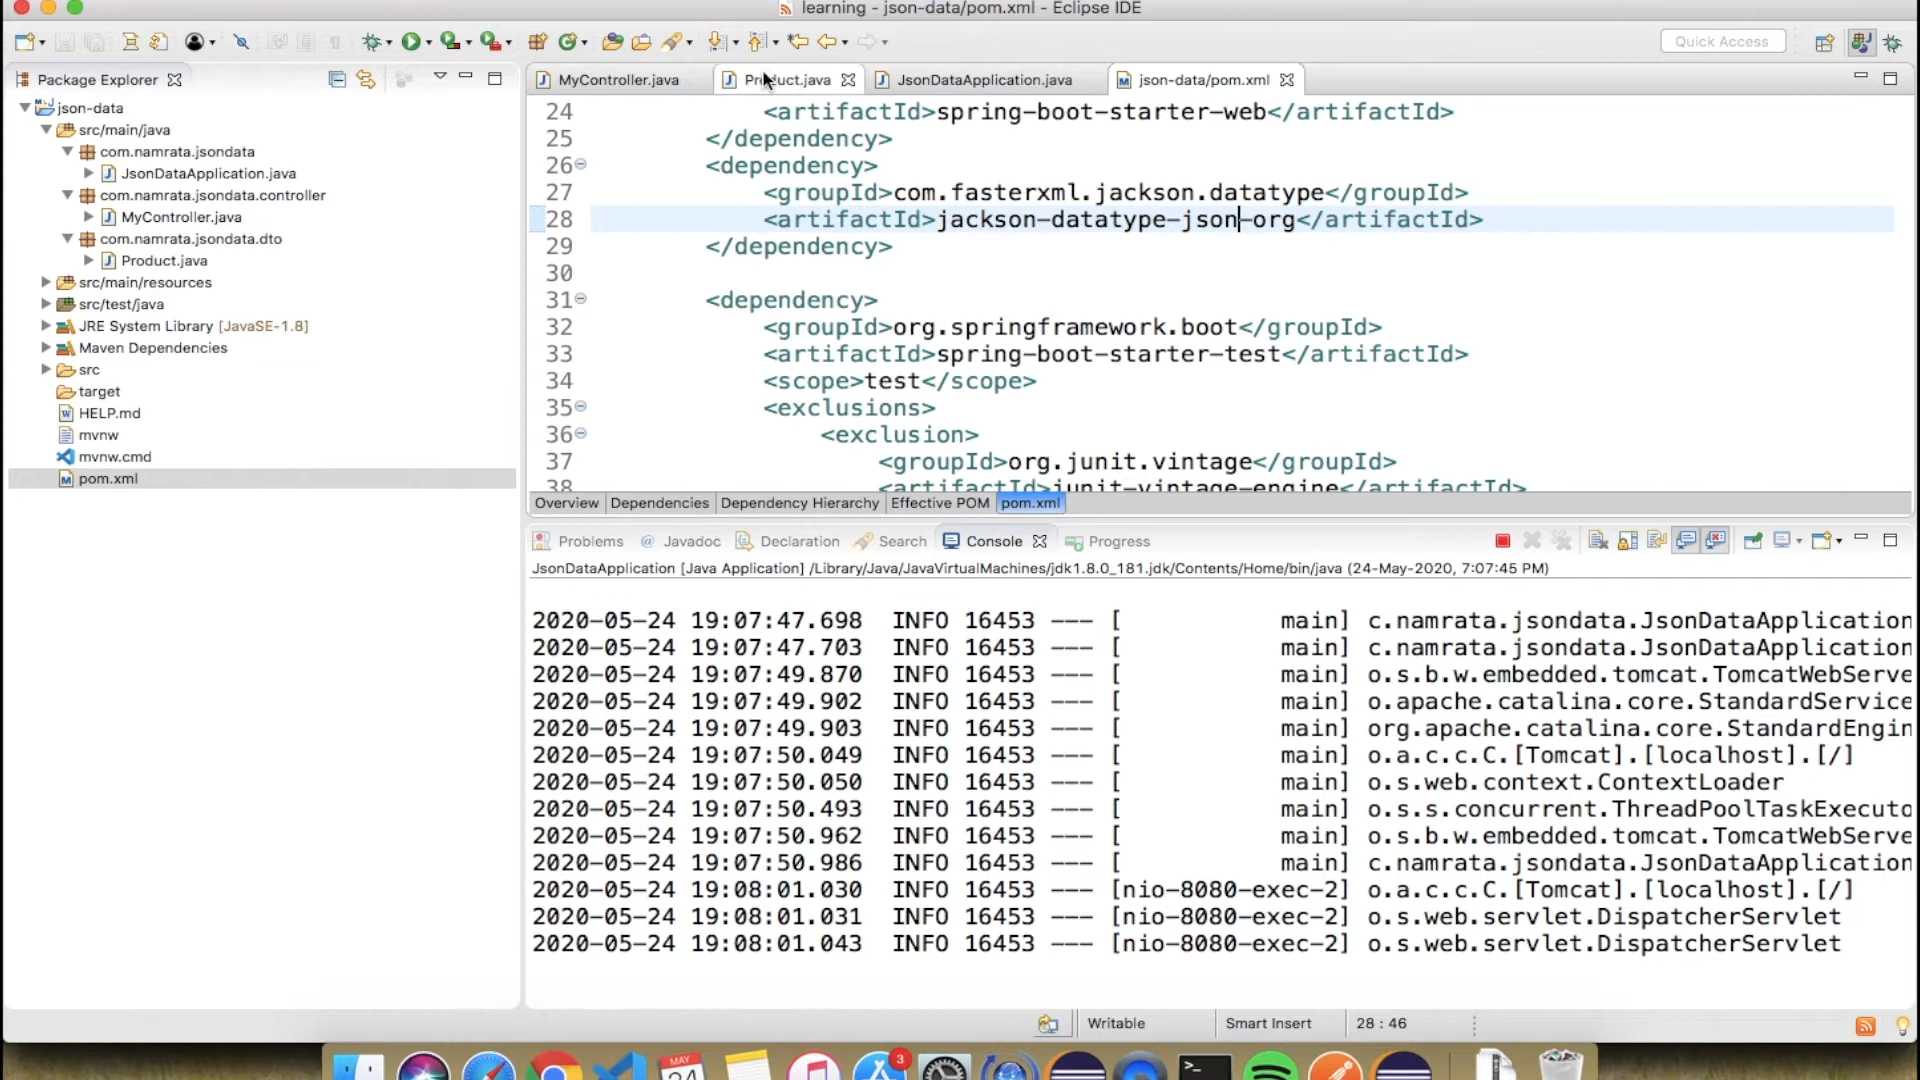 learning - json-data/pom.xml - Eclipse IDE
Quick Access
Package Explorer
MyController.java
Product.java
JsonDataApplication.java
json-data/pom.xml
json-data
src/main/java
com.namrata.jsondata
JsonDataApplication.java
com.namrata.jsondata.controller
MyController.java
com.namrata.jsondata.dto
Product.java
src/main/resources
src/test/java
JRE System Library [JavaSE-1.8]
Maven Dependencies
src
target
HELP.md
mvnw
mvnw.cmd
pom.xml
24 <artifactId>spring-boot-starter-web</artifactId>
25 </dependency>
26 <dependency>
27 <groupId>com.fasterxml.jackson.datatype</groupId>
28 <artifactId>jackson-datatype-json-org</artifactId>
29 </dependency>
30
31 <dependency>
32 <groupId>org.springframework.boot</groupId>
33 <artifactId>spring-boot-starter-test</artifactId>
34 <scope>test</scope>
35 <exclusions>
36 <exclusion>
37 <groupId>org.junit.vintage</groupId>
38 <artifactId>junit-vintage-engine</artifactId>
Overview Dependencies Dependency Hierarchy Effective POM pom.xml
Problems Javadoc Declaration Search Console Progress
JsonDataApplication [Java Application] /Library/Java/JavaVirtualMachines/jdk1.8.0_181.jdk/Contents/Home/bin/java (24-May-2020, 7:07:45 PM)
2020-05-24 19:07:47.698 INFO 16453 --- [ main] c.namrata.jsondata.JsonDataApplication
2020-05-24 19:07:47.703 INFO 16453 --- [ main] c.namrata.jsondata.JsonDataApplication
2020-05-24 19:07:49.870 INFO 16453 --- [ main] o.s.b.w.embedded.tomcat.TomcatWebServe
2020-05-24 19:07:49.902 INFO 16453 --- [ main] o.apache.catalina.core.StandardService
2020-05-24 19:07:49.903 INFO 16453 --- [ main] org.apache.catalina.core.StandardEngin
2020-05-24 19:07:50.049 INFO 16453 --- [ main] o.a.c.c.C.[Tomcat].[localhost].[/]
2020-05-24 19:07:50.050 INFO 16453 --- [ main] o.s.web.context.ContextLoader
2020-05-24 19:07:50.493 INFO 16453 --- [ main] o.s.s.concurrent.ThreadPoolTaskExecuto
2020-05-24 19:07:50.962 INFO 16453 --- [ main] o.s.b.w.embedded.tomcat.TomcatWebServe
2020-05-24 19:07:50.986 INFO 16453 --- [ main] c.namrata.jsondata.JsonDataApplication
2020-05-24 19:08:01.030 INFO 16453 --- [nio-8080-exec-2] o.a.c.c.C.[Tomcat].[localhost].[/]
2020-05-24 19:08:01.031 INFO 16453 --- [nio-8080-exec-2] o.s.web.servlet.DispatcherServlet
2020-05-24 19:08:01.043 INFO 16453 --- [nio-8080-exec-2] o.s.web.servlet.DispatcherServlet
Writable Smart Insert 28 : 46
MAY
24
3